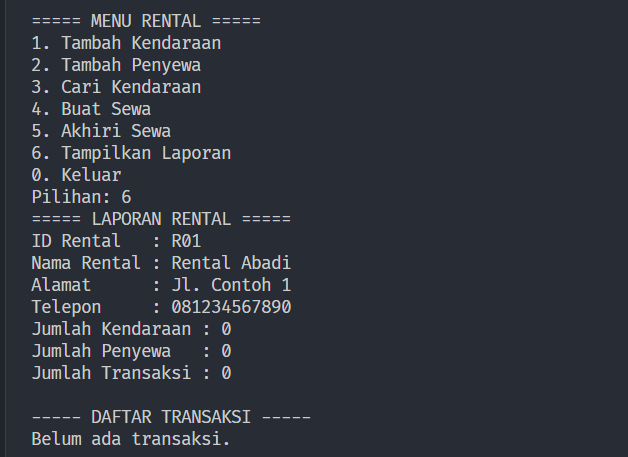 ===== MENU RENTAL =====
1. Tambah Kendaraan
2. Tambah Penyewa
3. Cari Kendaraan
4. Buat Sewa
5. Akhiri Sewa
6. Tampilkan Laporan
0. Keluar
Pilihan: 6
===== LAPORAN RENTAL =====
ID Rental   : R01
Nama Rental : Rental Abadi
Alamat      : Jl. Contoh 1
Telepon     : 081234567890
Jumlah Kendaraan : 0
Jumlah Penyewa   : 0
Jumlah Transaksi : 0

----- DAFTAR TRANSAKSI -----
Belum ada transaksi.